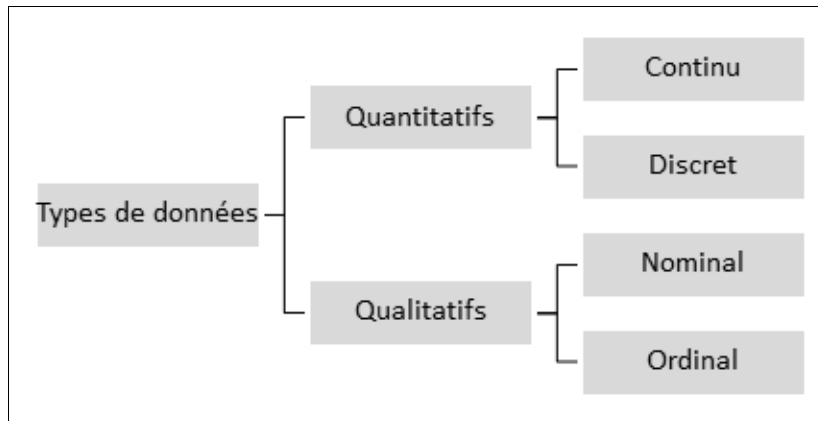 Types de données
Quantitatifs
Continu
Discret
Qualitatifs
Nominal
Ordinal